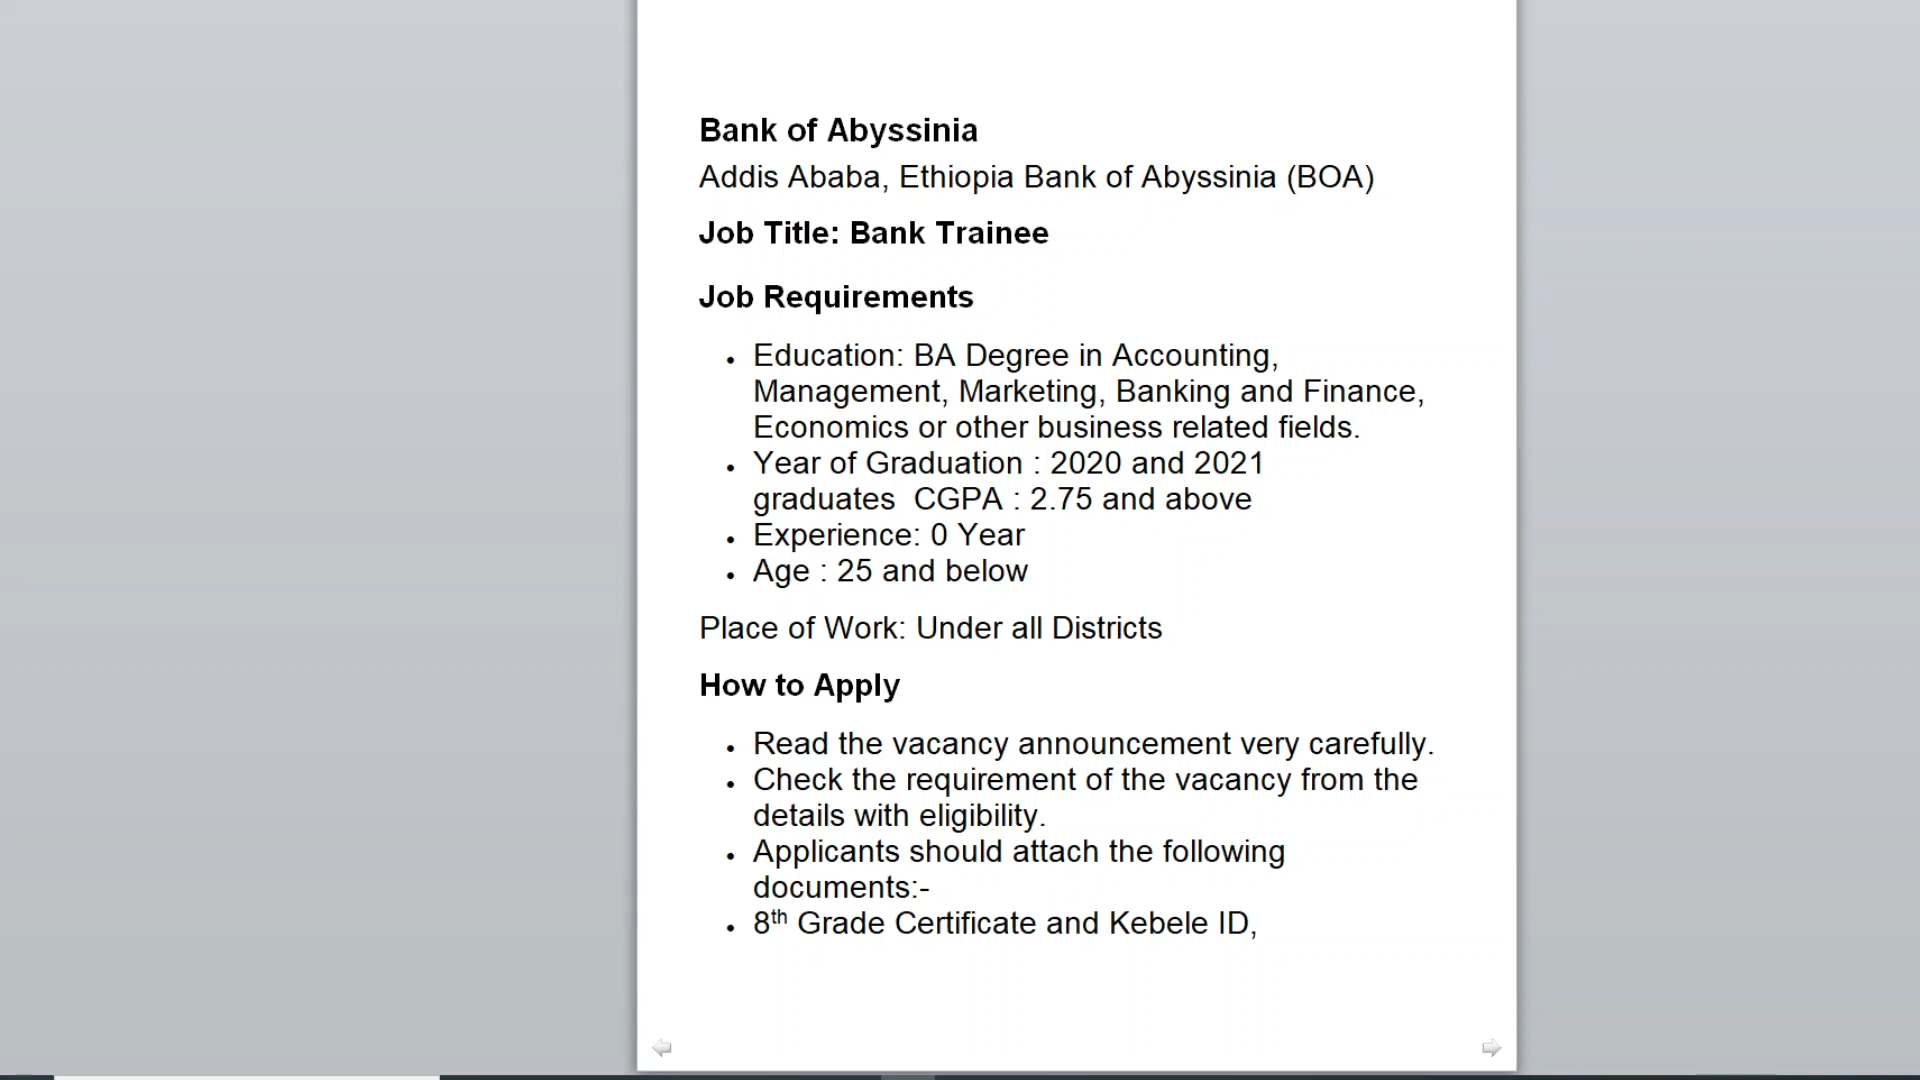 Bank of Abyssinia
Addis Ababa, Ethiopia Bank of Abyssinia (BOA)
Job Title: Bank Trainee
Job Requirements
• Education: BA Degree in Accounting,
Management, Marketing, Banking and Finance,
Economics or other business related fields.
• Year of Graduation : 2020 and 2021
graduates  CGPA : 2.75 and above
• Experience: 0 Year
• Age : 25 and below
Place of Work: Under all Districts
How to Apply
• Read the vacancy announcement very carefully.
• Check the requirement of the vacancy from the
details with eligibility.
• Applicants should attach the following
documents:-
• 8th Grade Certificate and Kebele ID,